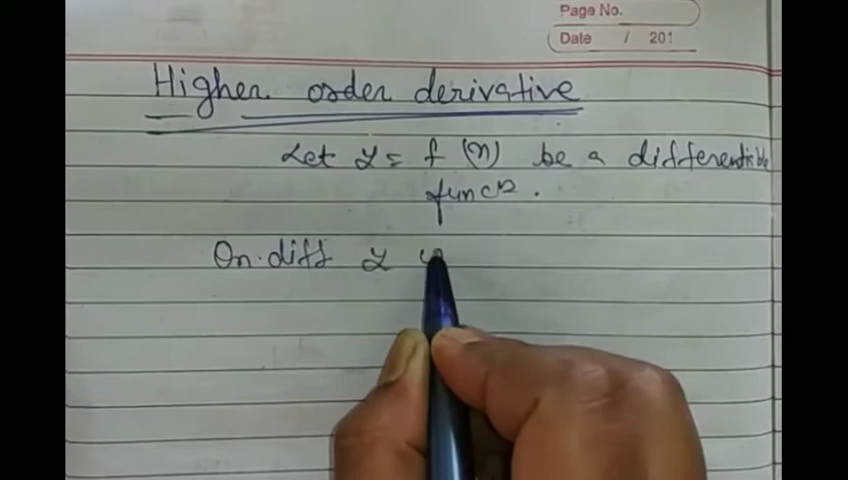 Page No.
Date / 201
Higher order derivative
Let y = f (x) be a differentiable
funcⁿ.
On diff y